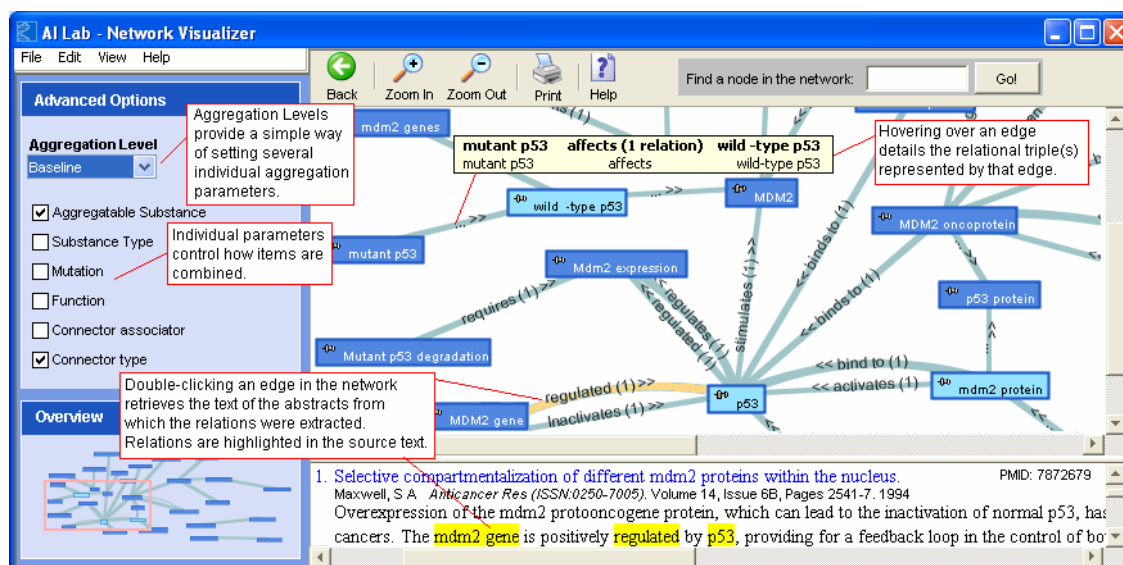 AI Lab - Network Visualizer
File Edit View Help
Back Zoom In Zoom Out Print Help
Find a node in the network: Go!
Advanced Options
Aggregation Level
Baseline
Aggregatable Substance
Substance Type
Mutation
Function
Connector associator
Connector type
Aggregation Levels
provide a simple way
of setting several
individual aggregation
parameters.
Individual parameters
control how items are
combined.
Double-clicking an edge in the network
retrieves the text of the abstracts from
which the relations were extracted.
Relations are highlighted in the source text.
Overview
mdm2 genes
(1)
mutant p53 affects (1 relation) wild -type p53
mutant p53 affects wild-type p53
Hovering over an edge
details the relational triple(s)
represented by that edge.
wild -type p53
... >>
MDM2
... >>
mutant p53
MDM2 oncoprotein
<< binds to (1)
<< binds to (1)
Mdm2 expression
requires (1) >>
<< regulates (1)
<< regulated (1)
stimulates (1) >>
p53 protein
Mutant p53 degradation
<< bind to (1)
<< activates (1)
mdm2 protein
regulated (1) >>
Inactivates (1) >>
MDM2 gene
p53
1. Selective compartmentalization of different mdm2 proteins within the nucleus. PMID: 7872679
Maxwell, S A Anticancer Res (ISSN:0250-7005). Volume 14, Issue 6B, Pages 2541-7. 1994
Overexpression of the mdm2 protooncogene protein, which can lead to the inactivation of normal p53, has
cancers. The mdm2 gene is positively regulated by p53, providing for a feedback loop in the control of bo